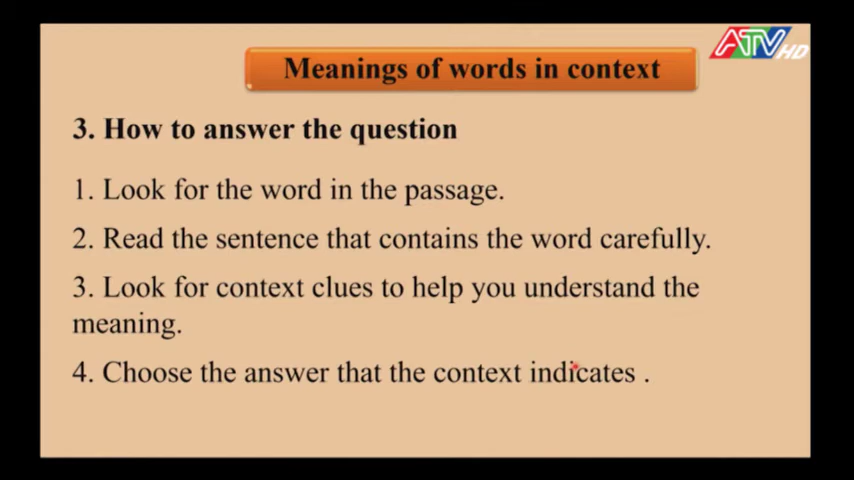 ATV HD
Meanings of words in context
3. How to answer the question
1. Look for the word in the passage.
2. Read the sentence that contains the word carefully.
3. Look for context clues to help you understand the
meaning.
4. Choose the answer that the context indicates .